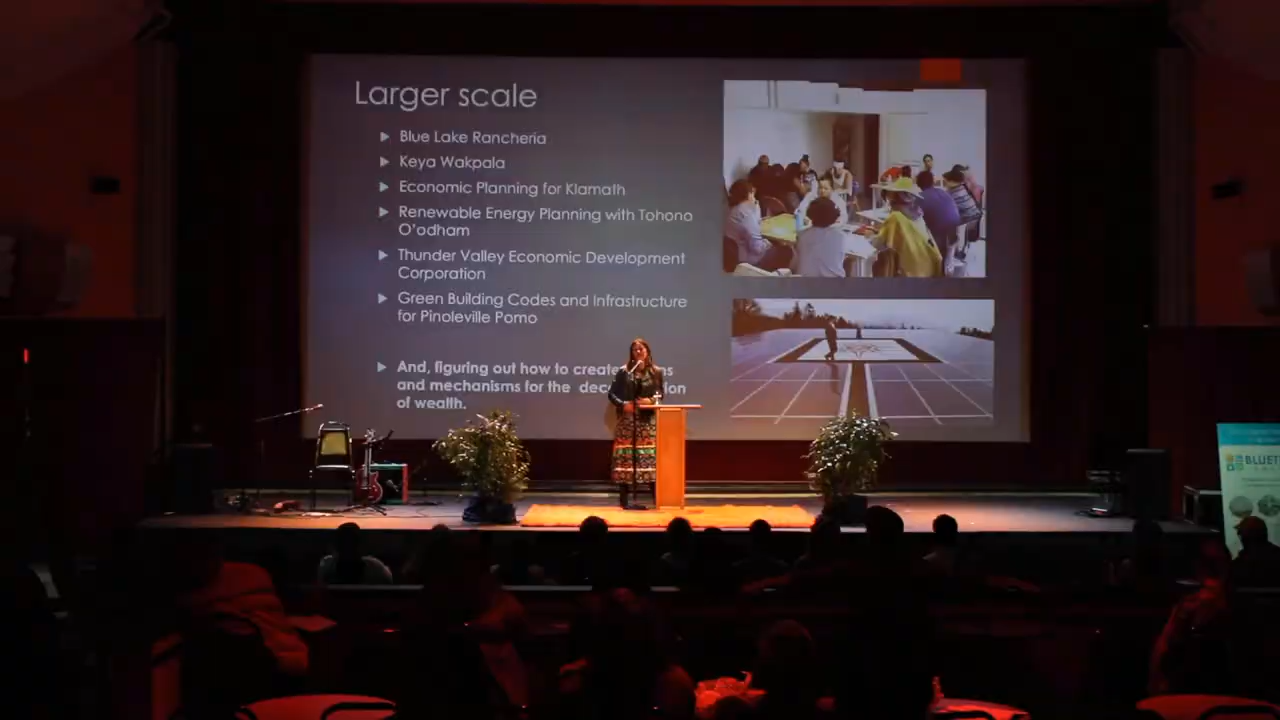 Larger scale
Blue Lake Rancheria
Keya Wakpala
Economic Planning for Klamath
Renewable Energy Planning with Tohono
O'odham
Thunder Valley Economic Development
Corporation
Green Building Codes and Infrastructure
for Pinoleville Pomo
And, figuring out how to create
and mechanisms for the
of wealth.